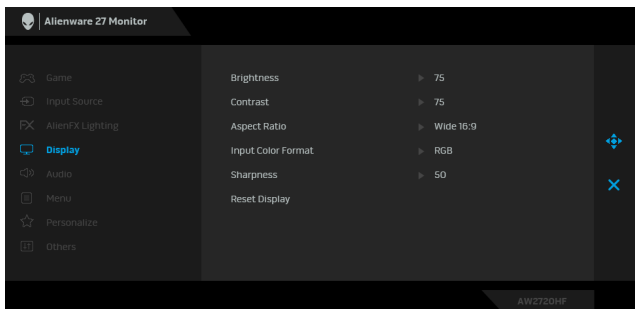 Alienware 27 Monitor
Game
Input Source
AlienFX Lighting
Display
Audio
Menu
Personalize
Others
Brightness 75
Contrast 75
Aspect Ratio Wide 16:9
Input Color Format RGB
Sharpness 50
Reset Display
AW2720HF